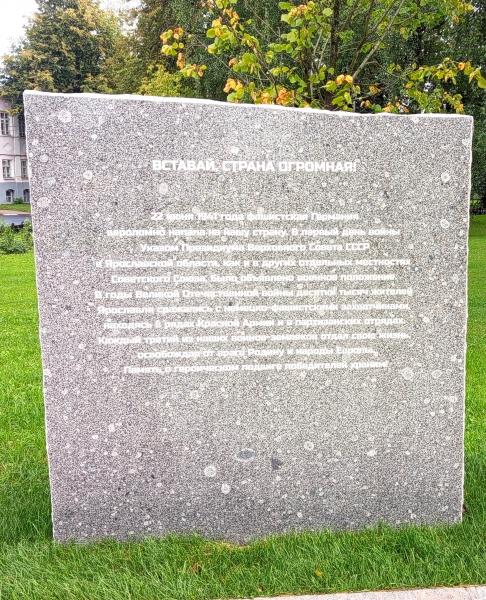 ВСТАВАЙ, СТРАНА ОГРОМНАЯ!
22 июня 1941 года фашистская Германия
вероломно напала на нашу страну. В первый день войны
Указом Президиума Верховного Совета СССР
в Ярославской области, как и в других отдельных местностях
Советского Союза, было объявлено военное положение.
В годы Великой Отечественной войны десятки тысяч жителей
Ярославля сражались с немецко-фашистскими захватчиками
находясь в рядах Красной Армии и в партизанских отрядах.
Каждый третий из наших воинов-земляков отдал свою жизнь,
освобождая от врага Родину и народы Европы.
Память о героическом подвиге победителей храним!